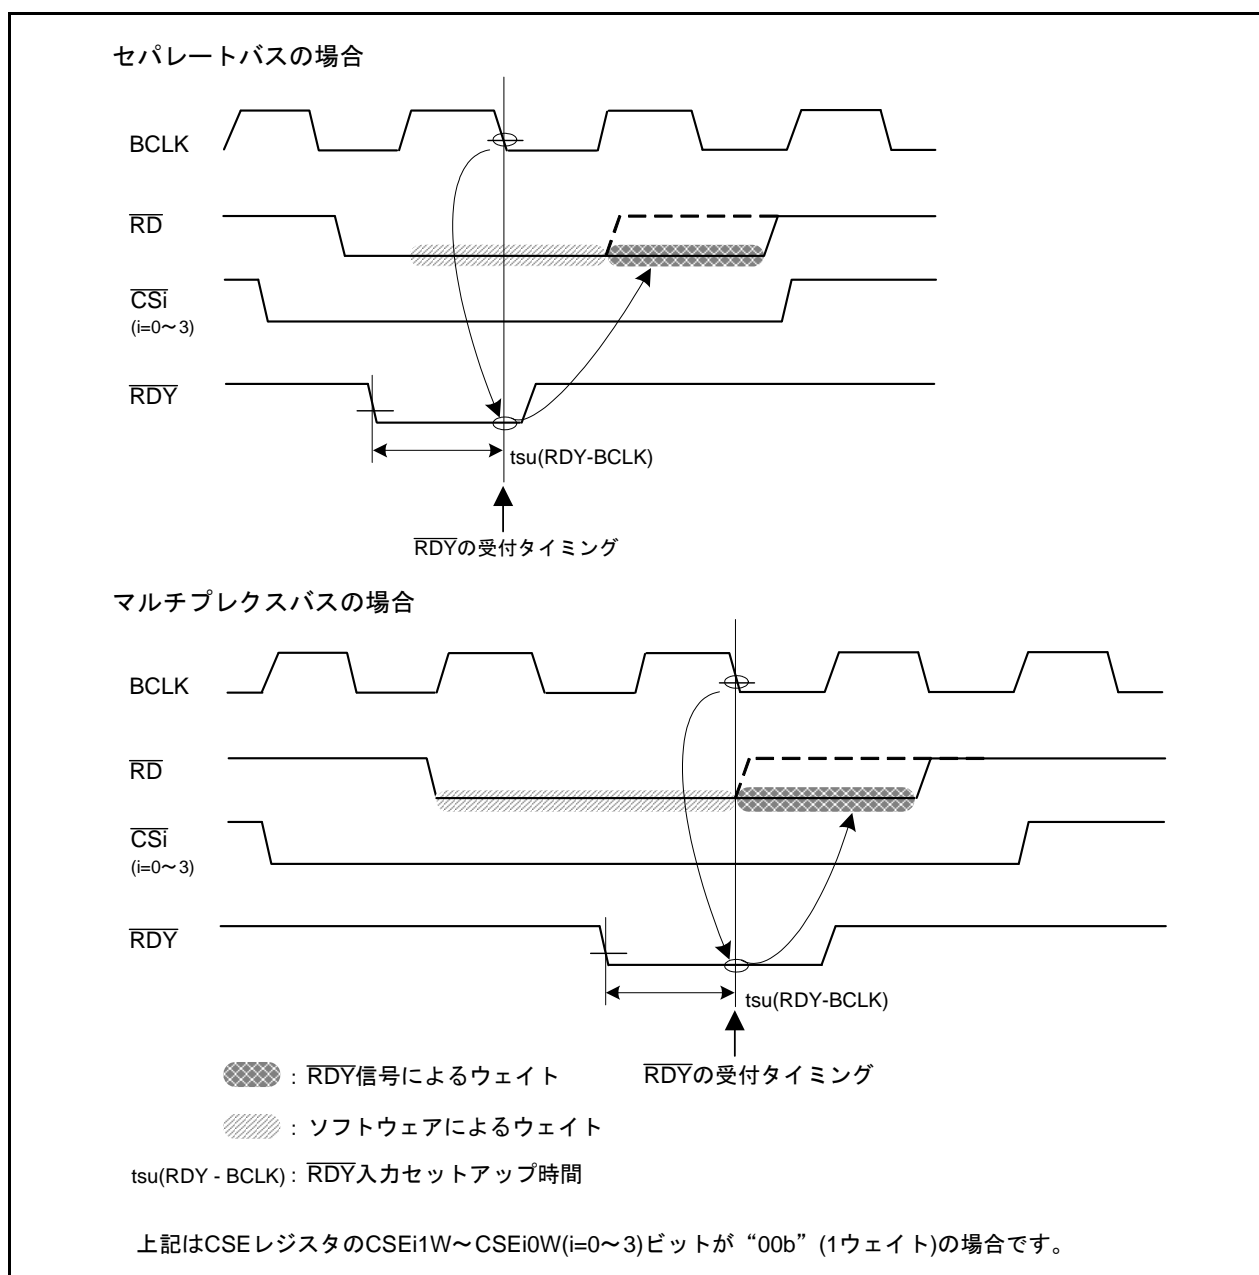 セパレートバスの場合
BCLK
RD
CSi
(i=0～3)
RDY
tsu(RDY-BCLK)
RDYの受付タイミング
マルチプレクスバスの場合
BCLK
RD
CSi
(i=0～3)
RDY
tsu(RDY-BCLK)
RDYの受付タイミング
: RDY信号によるウェイト
: ソフトウェアによるウェイト
tsu(RDY - BCLK) : RDY入力セットアップ時間
上記はCSEレジスタのCSEi1W～CSEi0W(i=0～3)ビットが“00b”(1ウェイト)の場合です。